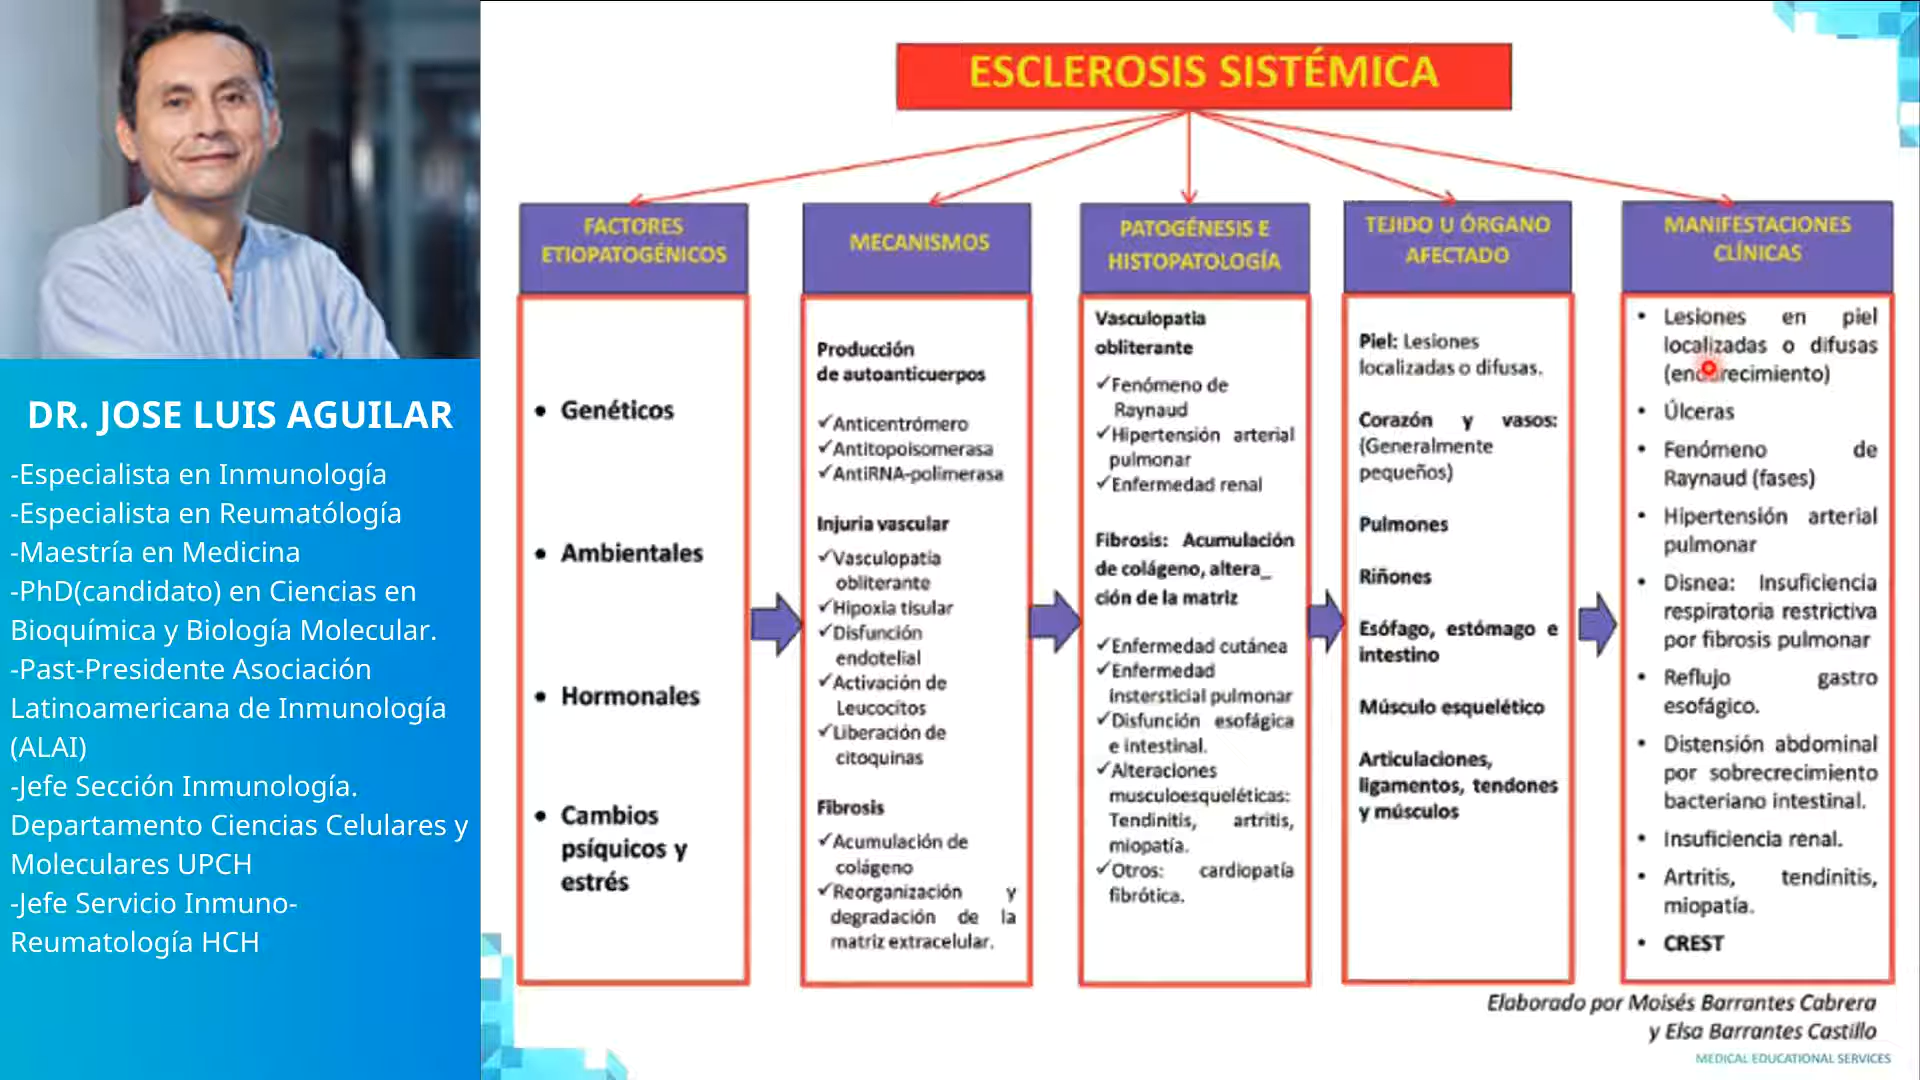 DR. JOSE LUIS AGUILAR
-Especialista en Inmunología
-Especialista en Reumatólogía
-Maestría en Medicina
-PhD(candidato) en Ciencias en
Bioquímica y Biología Molecular.
-Past-Presidente Asociación
Latinoamericana de Inmunología
(ALAI)
-Jefe Sección Inmunología.
Departamento Ciencias Celulares y
Moleculares UPCH
-Jefe Servicio Inmuno-
Reumatología HCH
ESCLEROSIS SISTÉMICA
FACTORES
ETIOPATOGÉNICOS
• Genéticos
• Ambientales
• Hormonales
• Cambios
psíquicos y
estrés
MECANISMOS
Producción
de autoanticuerpos
✓Anticentrómero
✓Antitopoisomerasa
✓AntiRNA-polimerasa
Injuria vascular
✓Vasculopatía
obliterante
✓Hipoxia tisular
✓Disfunción
endotelial
✓Activación de
Leucocitos
✓Liberación de
citoquinas
Fibrosis
✓Acumulación de
colágeno
✓Reorganización y
degradación de la
matriz extracelular.
PATOGÉNESIS E
HISTOPATOLOGÍA
Vasculopatia
obliterante
✓Fenómeno de
Raynaud
✓Hipertensión arterial
pulmonar
✓Enfermedad renal
Fibrosis: Acumulación
de colágeno, altera_
ción de la matriz
✓Enfermedad cutánea
✓Enfermedad
instersticial pulmonar
✓Disfunción esofágica
e intestinal.
✓Alteraciones
musculoesqueléticas:
Tendinitis, artritis,
miopatía.
✓Otros: cardiopatía
fibrótica.
TEJIDO U ÓRGANO
AFECTADO
Piel: Lesiones
localizadas o difusas.
Corazón y vasos:
(Generalmente
pequeños)
Pulmones
Riñones
Esófago, estómago e
intestino
Músculo esquelético
Articulaciones,
ligamentos, tendones
y músculos
MANIFESTACIONES
CLÍNICAS
• Lesiones en piel
localizadas o difusas
(endurecimiento)
• Úlceras
• Fenómeno de
Raynaud (fases)
• Hipertensión arterial
pulmonar
• Disnea: Insuficiencia
respiratoria restrictiva
por fibrosis pulmonar
• Reflujo gastro
esofágico.
• Distensión abdominal
por sobrecrecimiento
bacteriano intestinal.
• Insuficiencia renal.
• Artritis, tendinitis,
miopatía.
• CREST
Elaborado por Moisés Barrantes Cabrera
y Elsa Barrantes Castillo
MEDICAL EDUCATIONAL SERVICES